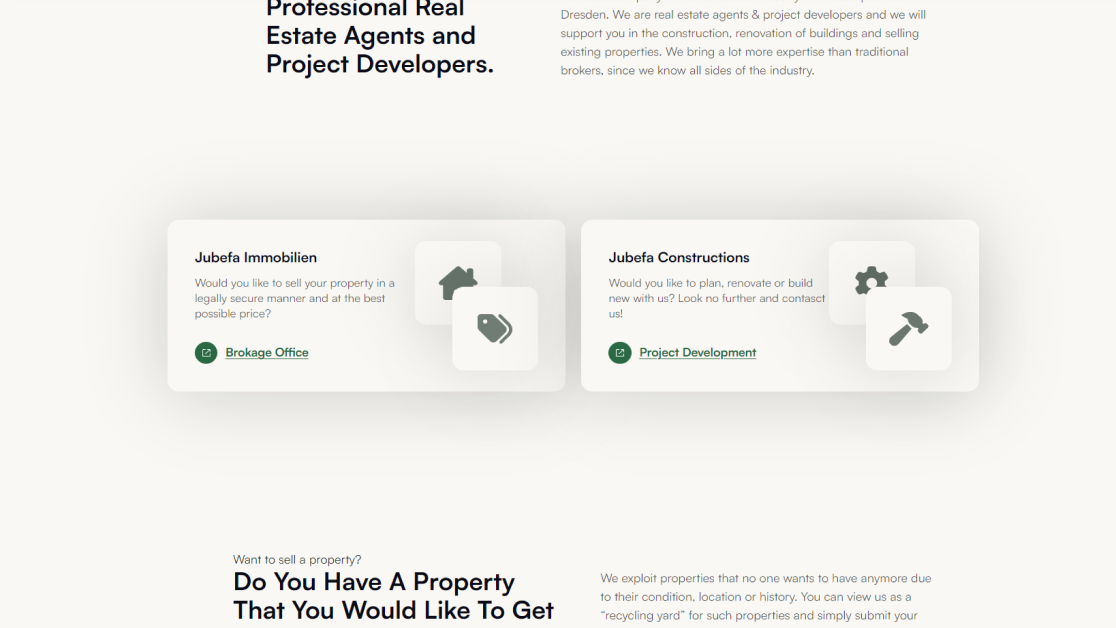 Professional Real
Estate Agents and
Project Developers.
Dresden. We are real estate agents & project developers and we will
support you in the construction, renovation of buildings and selling
existing properties. We bring a lot more expertise than traditional
brokers, since we know all sides of the industry.
Jubefa Immobilien
Would you like to sell your property in a
legally secure manner and at the best
possible price?
Brokage Office
Jubefa Constructions
Would you like to plan, renovate or build
new with us? Look no further and contasct
us!
Project Development
Want to sell a property?
Do You Have A Property
That You Would Like To Get
We exploit properties that no one wants to have anymore due
to their condition, location or history. You can view us as a
“recycling yard” for such properties and simply submit your